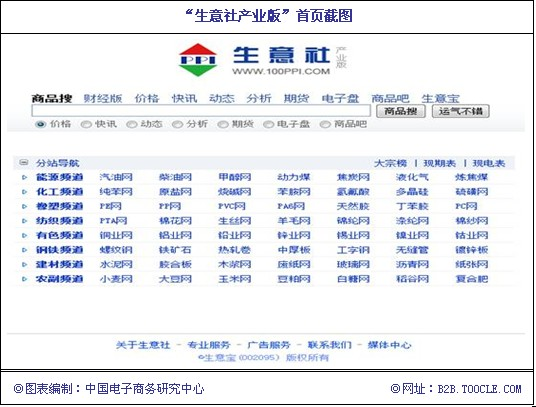 “生意社产业版”首页截图
PPI 生意社 产业版
WWW.100PPI.COM
商品搜 财经版 价格 快讯 动态 分析 期货 电子盘 商品吧 生意宝
商品搜 运气不错
价格 快讯 动态 分析 期货 电子盘 商品吧
分站导航 大宗榜 | 现期表 | 现电表
能源频道 汽油网 柴油网 甲醇网 动力煤 焦炭网 液化气 炼焦煤
化工频道 纯苯网 原盐网 烧碱网 苯胺网 氢氟酸 多晶硅 硫磺网
橡塑频道 PE网 PP网 PVC网 PA6网 天然胶 丁苯胶 PC网
纺织频道 PTA网 棉花网 生丝网 羊毛网 锦纶网 涤纶网 棉纱网
有色频道 铜业网 铝业网 铅业网 锌业网 锡业网 镍业网 钴业网
钢铁频道 螺纹钢 铁矿石 热轧卷 中厚板 工字钢 无缝管 镀锌板
建材频道 水泥网 胶合板 木浆网 废纸网 玻璃网 沥青网 纸张网
农副频道 小麦网 大豆网 玉米网 豆粕网 白糖网 稻谷网 复合肥
关于生意社 - 专业服务 - 广告服务 - 联系我们 - 媒体中心
©生意宝(002095) 版权所有
◎图表编制：中国电子商务研究中心 ◎网址：B2B.TOOCLE.COM